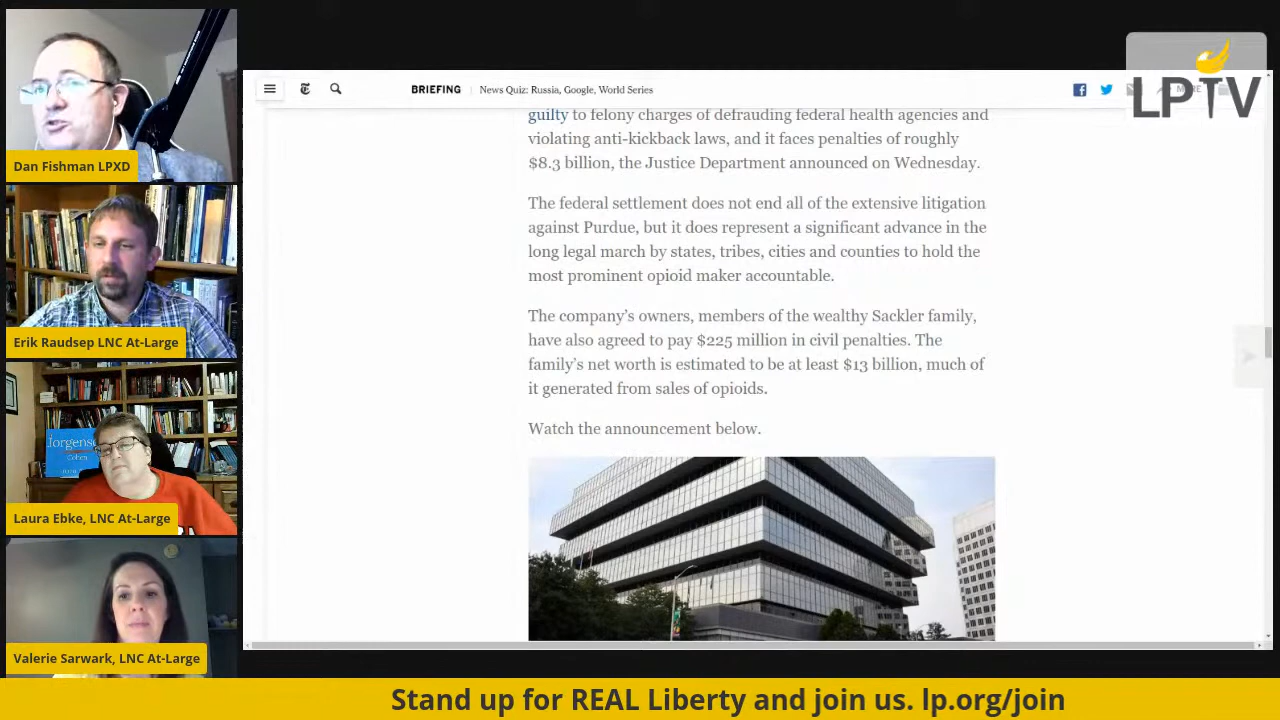 Dan Fishman LPXD
Erik Raudsep LNC At-Large
Jorgensen
Cohen
Laura Ebke, LNC At-Large
Valerie Sarwark, LNC At-Large
BRIEFING
News Quiz: Russia, Google, World Series
MORE
LPTV
guilty to felony charges of defrauding federal health agencies and
violating anti-kickback laws, and it faces penalties of roughly
$8.3 billion, the Justice Department announced on Wednesday.
The federal settlement does not end all of the extensive litigation
against Purdue, but it does represent a significant advance in the
long legal march by states, tribes, cities and counties to hold the
most prominent opioid maker accountable.
The company’s owners, members of the wealthy Sackler family,
have also agreed to pay $225 million in civil penalties. The
family’s net worth is estimated to be at least $13 billion, much of
it generated from sales of opioids.
Watch the announcement below.
Stand up for REAL Liberty and join us. lp.org/join